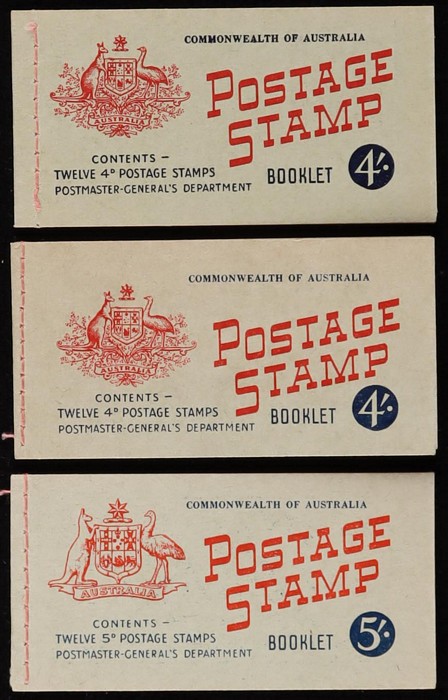 COMMONWEALTH OF AUSTRALIA
POSTAGE
STAMP
AUSTRALIA
CONTENTS –
TWELVE 4ᴰ POSTAGE STAMPS
POSTMASTER-GENERAL'S DEPARTMENT
BOOKLET 4/-
COMMONWEALTH OF AUSTRALIA
POSTAGE
STAMP
AUSTRALIA
CONTENTS –
TWELVE 4ᴰ POSTAGE STAMPS
POSTMASTER-GENERAL'S DEPARTMENT
BOOKLET 4/-
COMMONWEALTH OF AUSTRALIA
POSTAGE
STAMP
AUSTRALIA
CONTENTS –
TWELVE 5ᴰ POSTAGE STAMPS
POSTMASTER-GENERAL'S DEPARTMENT
BOOKLET 5/-